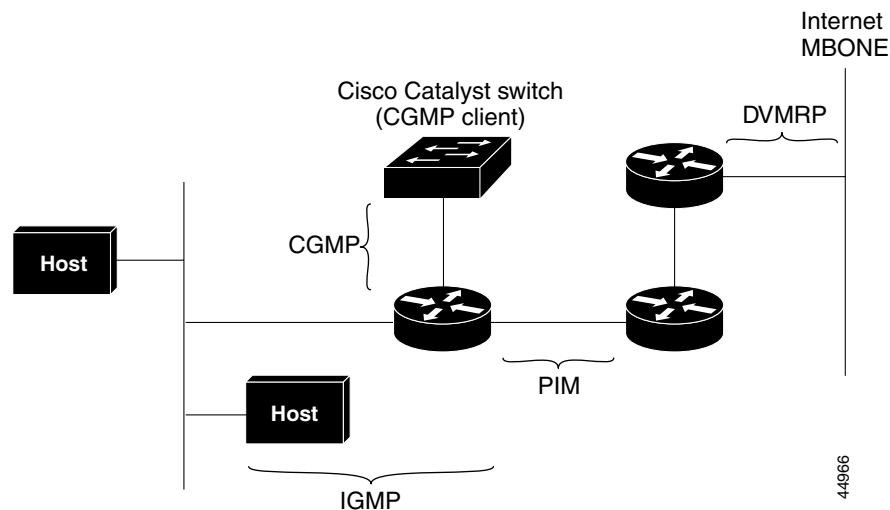 Internet
MBONE
Cisco Catalyst switch
(CGMP client)
DVMRP
CGMP
Host
PIM
Host
IGMP
44966